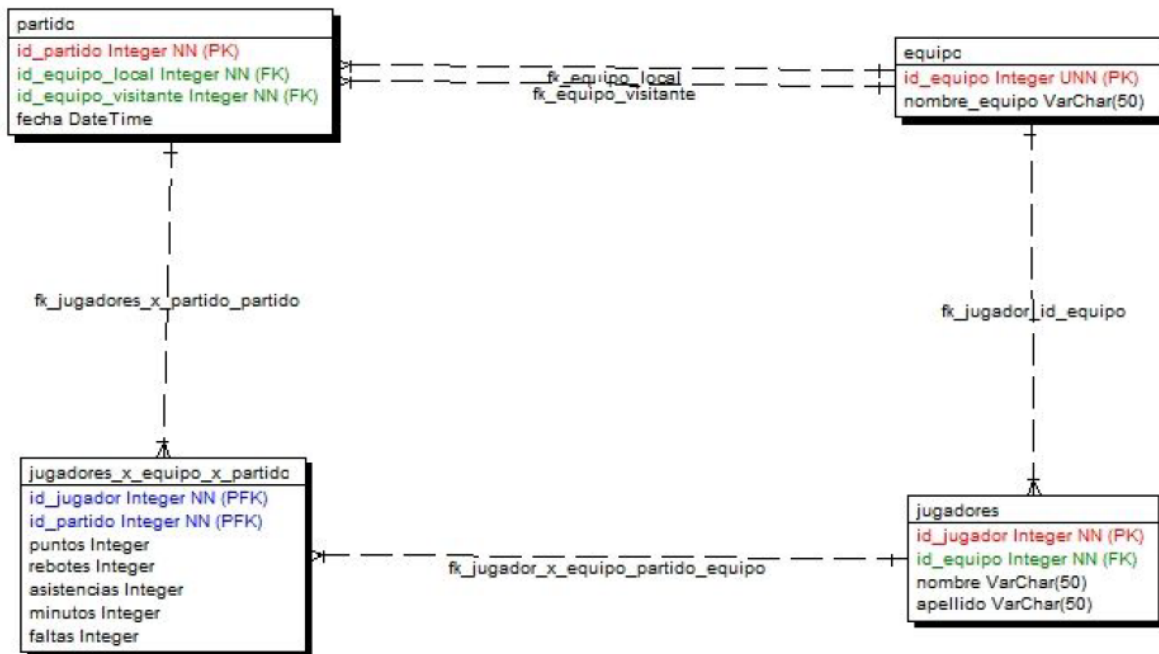 partido
id_partido Integer NN (PK)
id_equipo_local Integer NN (FK)
id_equipo_visitante Integer NN (FK)
fecha DateTime
fk_equipo_local
fk_equipo_visitante
equipo
id_equipo Integer UNN (PK)
nombre_equipo VarChar(50)
fk_jugadores_x_partido_partido
fk_jugador_id_equipo
jugadores_x_equipo_x_partido
id_jugador Integer NN (PFK)
id_partido Integer NN (PFK)
puntos Integer
rebotes Integer
asistencias Integer
minutos Integer
faltas Integer
fk_jugador_x_equipo_partido_equipo
jugadores
id_jugador Integer NN (PK)
id_equipo Integer NN (FK)
nombre VarChar(50)
apellido VarChar(50)